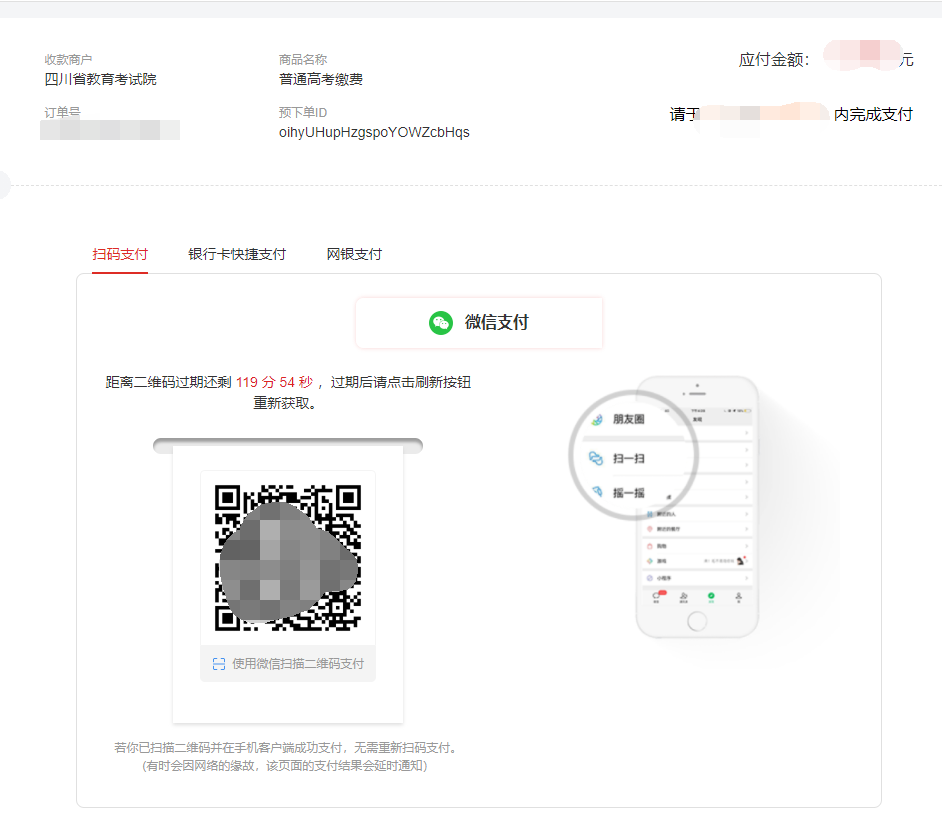 收款商户
四川省教育考试院
商品名称
普通高考缴费
应付金额：
元
订单号
预下单ID
oihyUHupHzgspoYOWZcbHqs
请于
内完成支付
扫码支付
银行卡快捷支付
网银支付
微信支付
距离二维码过期还剩 119 分 54 秒 ，过期后请点击刷新按钮
重新获取。
使用微信扫描二维码支付
若你已扫描二维码并在手机客户端成功支付，无需重新扫码支付。
(有时会因网络的缘故，该页面的支付结果会延时通知)
朋友圈
扫一扫
摇一摇
购物
游戏
小程序